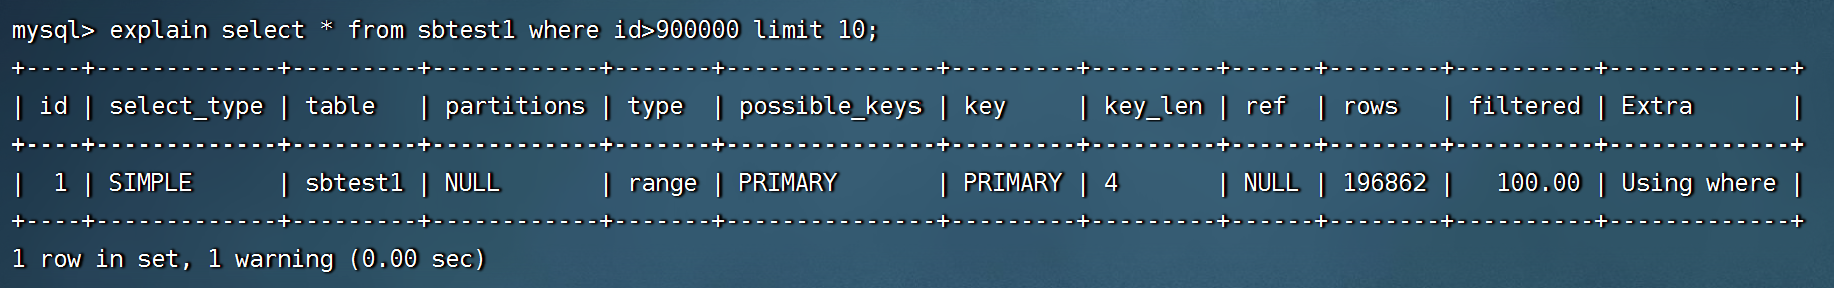 mysql> explain select * from sbtest1 where id>900000 limit 10;
+----+-------------+---------+------------+-------+---------------+---------+---------+------+--------+----------+-------------+
| id | select_type | table   | partitions | type  | possible_keys | key     | key_len | ref  | rows   | filtered | Extra       |
+----+-------------+---------+------------+-------+---------------+---------+---------+------+--------+----------+-------------+
|  1 | SIMPLE      | sbtest1 | NULL       | range | PRIMARY       | PRIMARY | 4       | NULL | 196862 |   100.00 | Using where |
+----+-------------+---------+------------+-------+---------------+---------+---------+------+--------+----------+-------------+
1 row in set, 1 warning (0.00 sec)